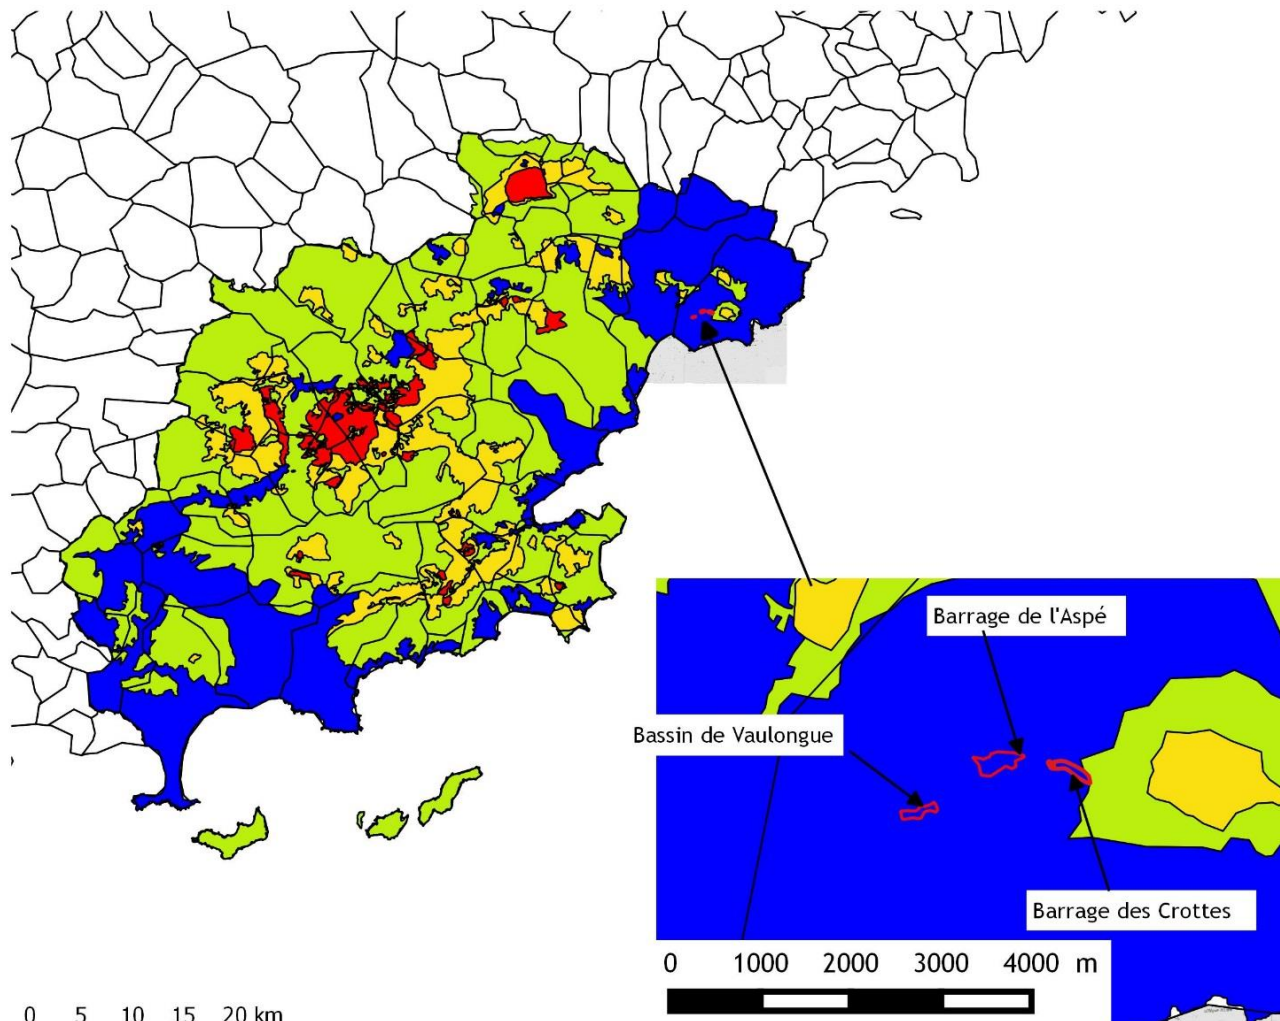 Barrage de l'Aspé
Bassin de Vaulongue
Barrage des Crottes
0 1000 2000 3000 4000 m
0 5 10 15 20 km